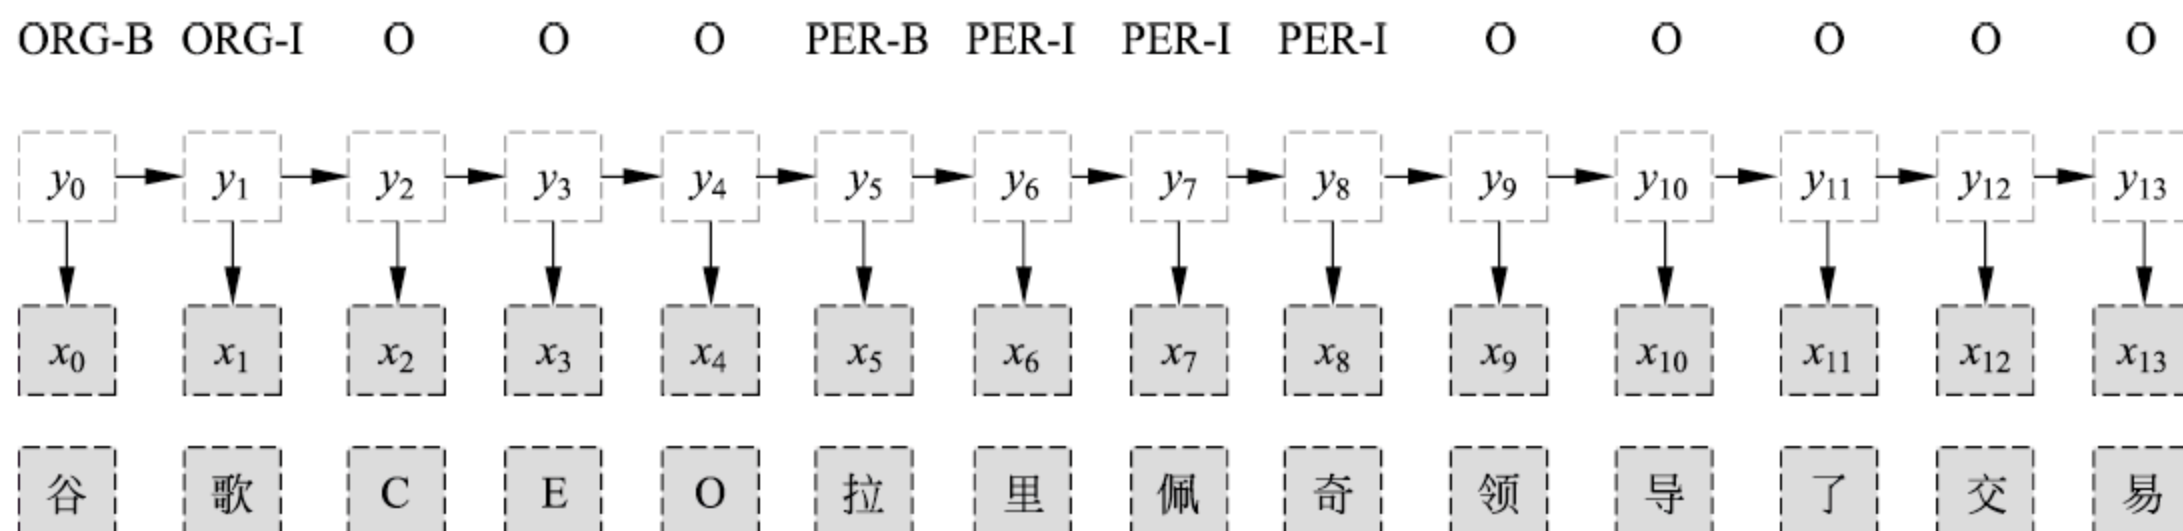 ORG-B ORG-I O O O PER-B PER-I PER-I PER-I O O O O O
y0 y1 y2 y3 y4 y5 y6 y7 y8 y9 y10 y11 y12 y13
x0 x1 x2 x3 x4 x5 x6 x7 x8 x9 x10 x11 x12 x13
谷 歌 C E O 拉 里 佩 奇 领 导 了 交 易